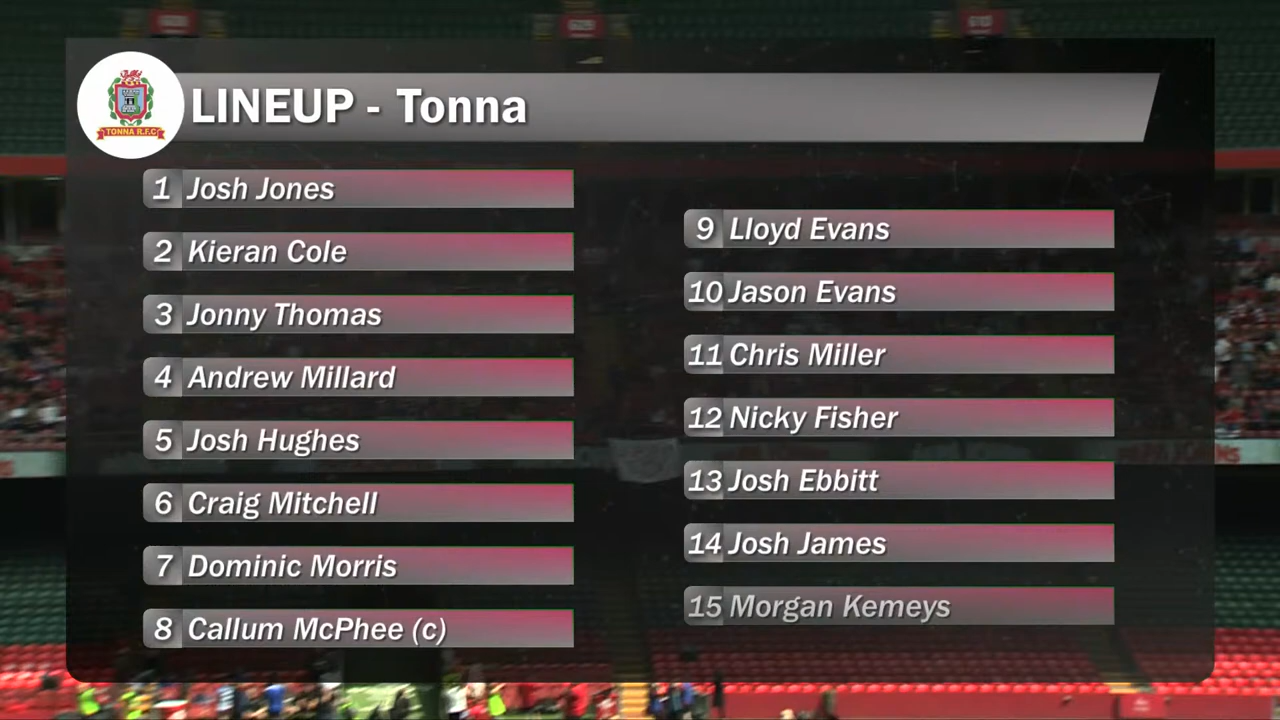 LINEUP - Tonna
TONNA R.F.C
1 Josh Jones
2 Kieran Cole
3 Jonny Thomas
4 Andrew Millard
5 Josh Hughes
6 Craig Mitchell
7 Dominic Morris
8 Callum McPhee (c)
9 Lloyd Evans
10 Jason Evans
11 Chris Miller
12 Nicky Fisher
13 Josh Ebbitt
14 Josh James
15 Morgan Kemeys